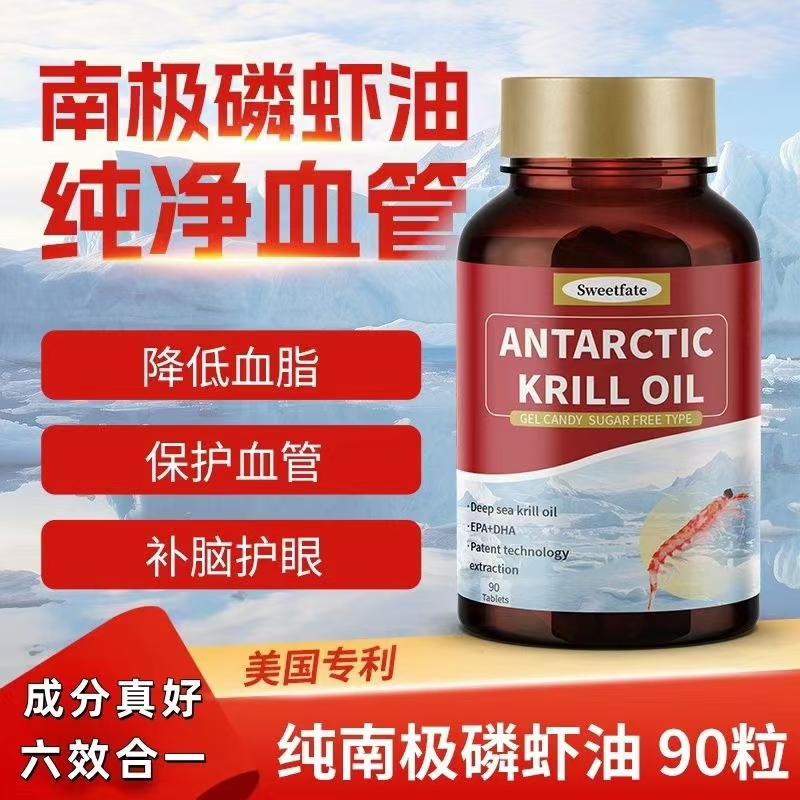 南极磷虾油
纯净血管
降低血脂
保护血管
补脑护眼
Sweetfate
ANTARCTIC
KRILL OIL
GEL CANDY SUGAR FREE TYPE
·Deep sea krill oil
·EPA+DHA
·Patent technology
extraction
90
Tablets
美国专利
成分真好
六效合一
纯南极磷虾油 90粒